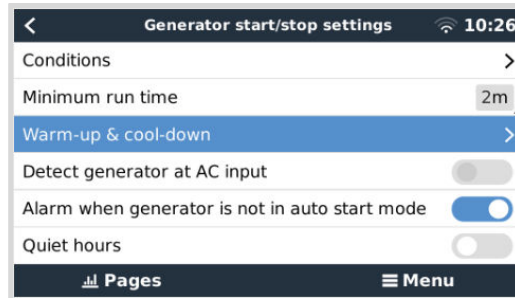 Generator start/stop settings 10:26
Conditions
Minimum run time 2m
Warm-up & cool-down
Detect generator at AC input
Alarm when generator is not in auto start mode
Quiet hours
Pages Menu